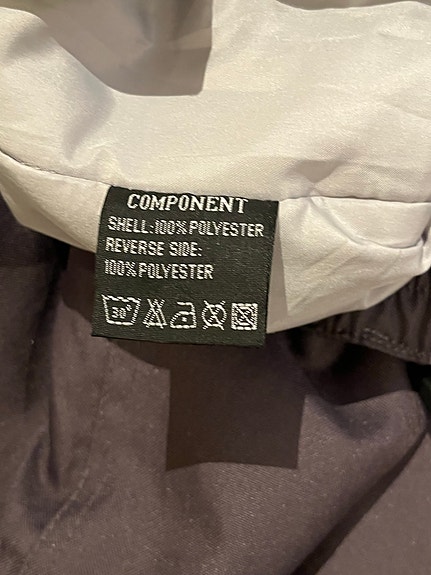 COMPONENT
SHELL:100% POLYESTER
REVERSE SIDE:
100% POLYESTER
30°